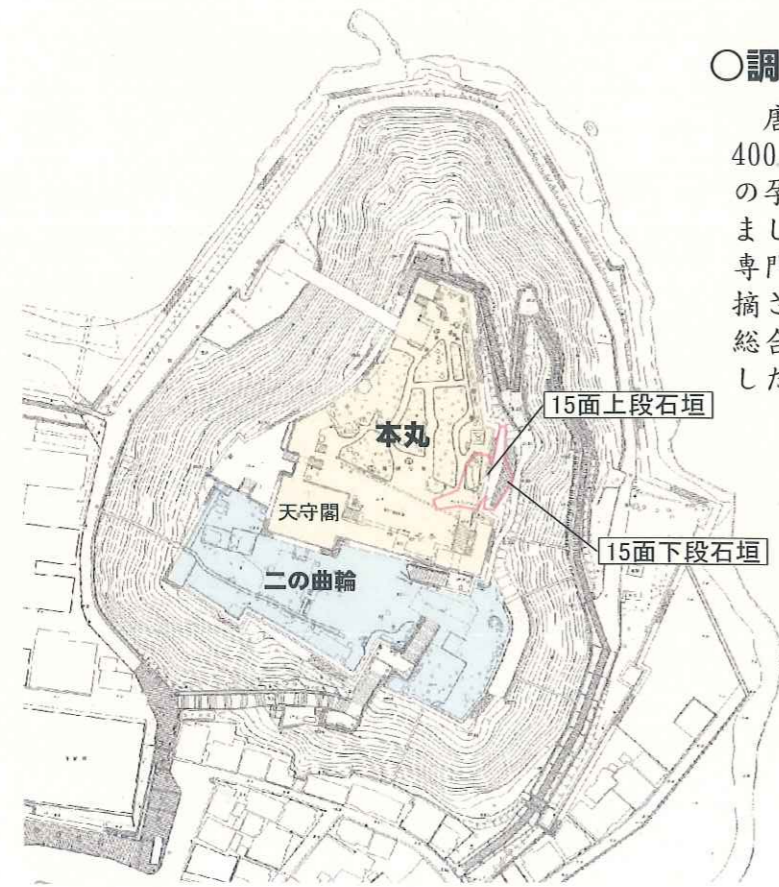 ○調
唐
400
の孕
まし
専門
摘さ
総合
した
15面上段石垣
本丸
天守閣
15面下段石垣
二の曲輪